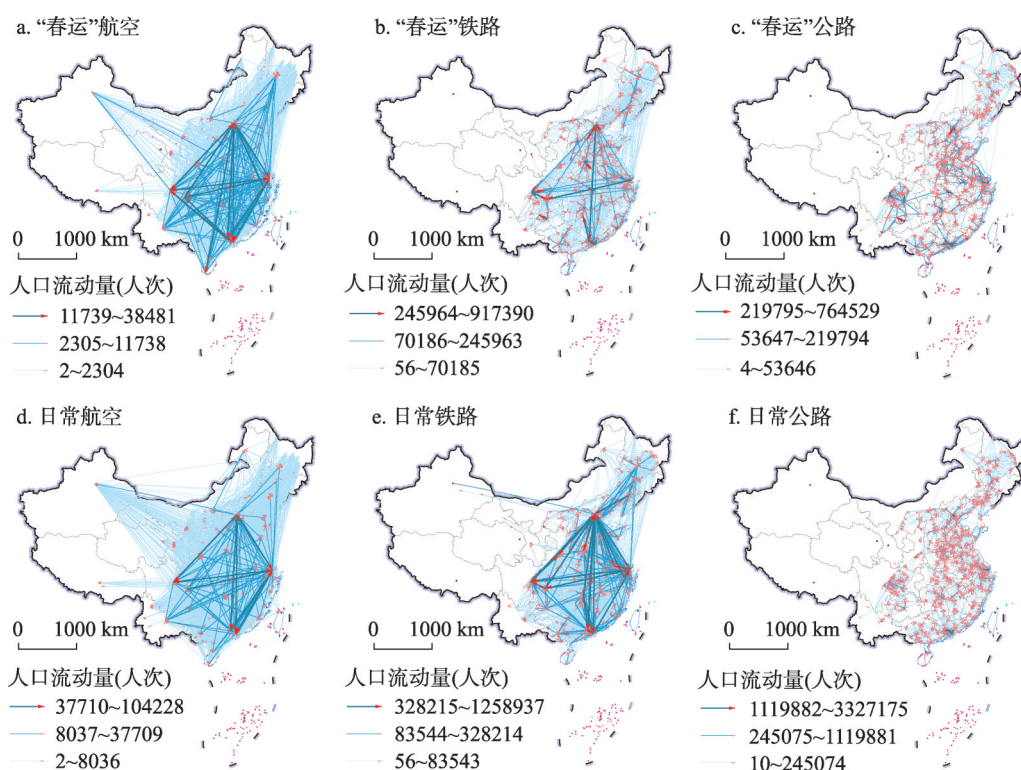 a. “春运”航空
b. “春运”铁路
c. “春运”公路
0 1000 km
0 1000 km
0 1000 km
人口流动量(人次)
11739~38481
2305~11738
2~2304
人口流动量(人次)
245964~917390
70186~245963
56~70185
人口流动量(人次)
219795~764529
53647~219794
4~53646
d. 日常航空
e. 日常铁路
f. 日常公路
0 1000 km
0 1000 km
0 1000 km
人口流动量(人次)
37710~104228
8037~37709
2~8036
人口流动量(人次)
328215~1258937
83544~328214
56~83543
人口流动量(人次)
1119882~3327175
245075~1119881
10~245074